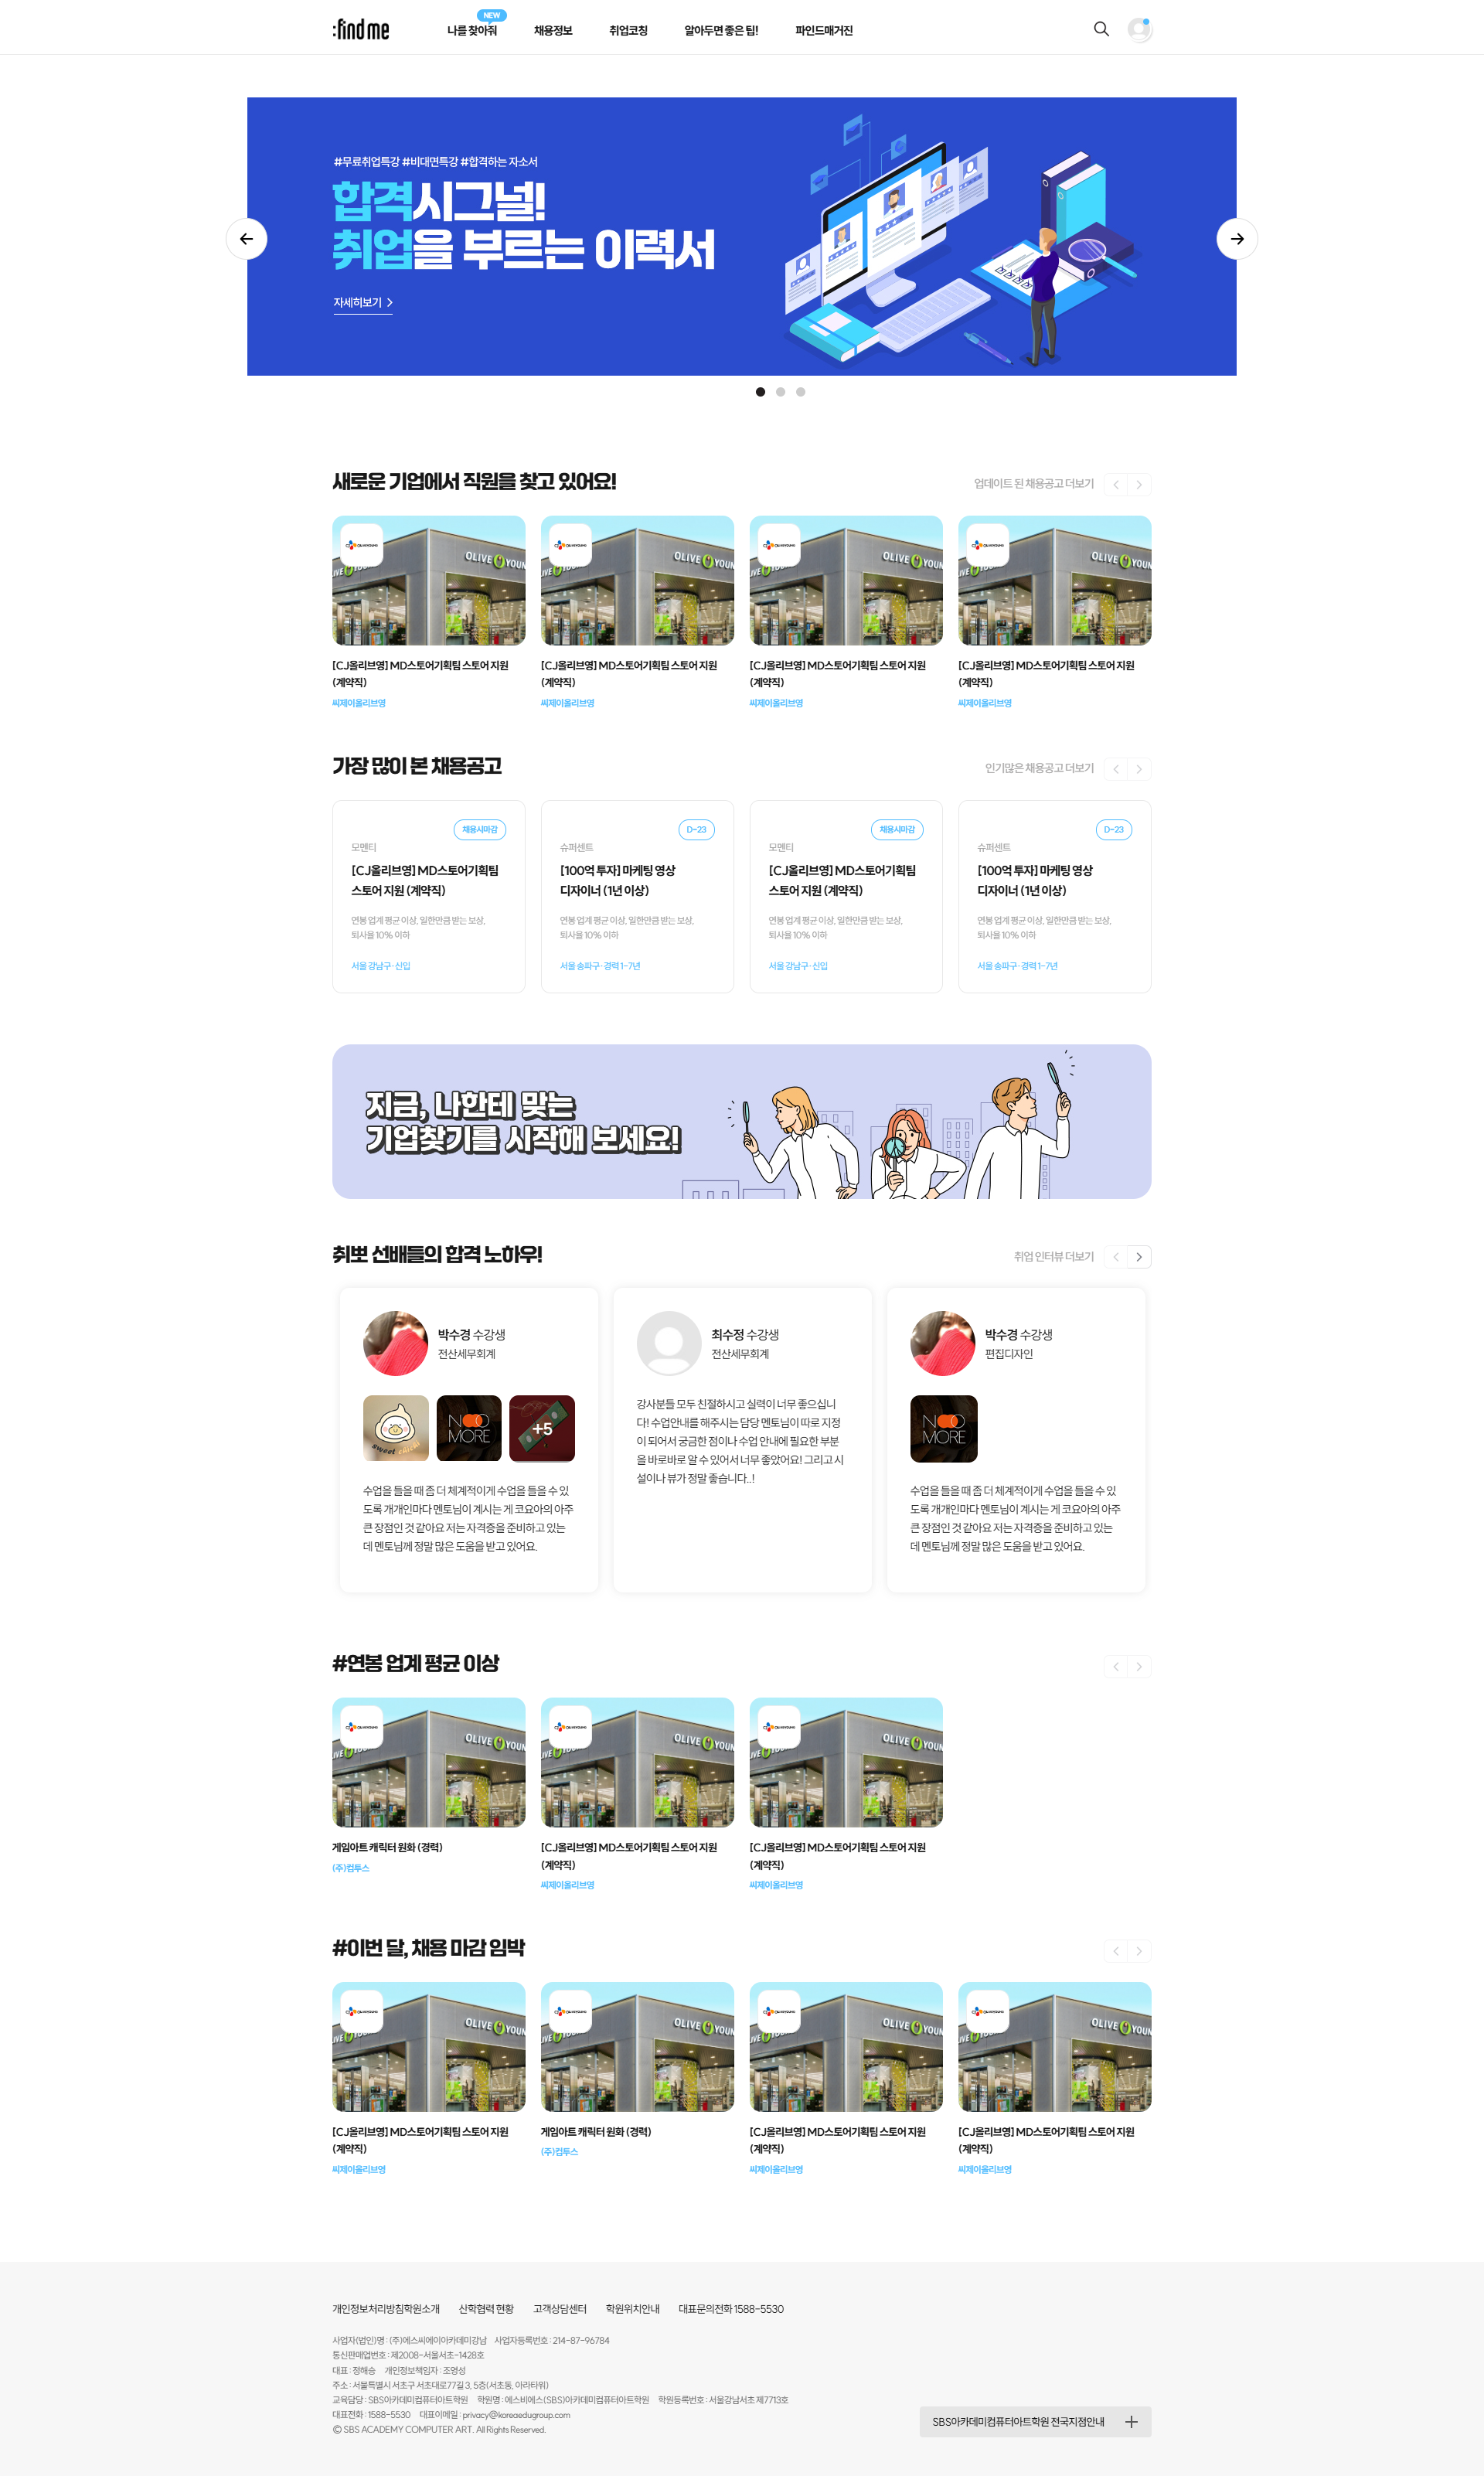 :find me
NEW
나를 찾아줘
채용정보
취업코칭
알아두면 좋은 팁!
파인드매거진
#무료취업특강 #비대면특강 #합격하는 자소서
합격시그널!
취업을 부르는 이력서
자세히보기
새로운 기업에서 직원을 찾고 있어요!
업데이트 된 채용공고 더보기
OLIVE YOUN
OLIVE YOUN
OLIVE YOUN
OLIVE YOUN
[CJ올리브영] MD스토어기획팀 스토어 지원
(계약직)
씨제이올리브영
[CJ올리브영] MD스토어기획팀 스토어 지원
(계약직)
씨제이올리브영
[CJ올리브영] MD스토어기획팀 스토어 지원
(계약직)
씨제이올리브영
[CJ올리브영] MD스토어기획팀 스토어 지원
(계약직)
씨제이올리브영
가장 많이 본 채용공고
인기많은 채용공고 더보기
채용시마감
모멘티
[CJ올리브영] MD스토어기획팀
스토어 지원 (계약직)
연봉 업계 평균 이상, 일한만큼 받는 보상,
퇴사율 10% 이하
서울 강남구 · 신입
D-23
슈퍼센트
[100억 투자] 마케팅 영상
디자이너 (1년 이상)
연봉 업계 평균 이상, 일한만큼 받는 보상,
퇴사율 10% 이하
서울 송파구 · 경력 1-7년
채용시마감
모멘티
[CJ올리브영] MD스토어기획팀
스토어 지원 (계약직)
연봉 업계 평균 이상, 일한만큼 받는 보상,
퇴사율 10% 이하
서울 강남구 · 신입
D-23
슈퍼센트
[100억 투자] 마케팅 영상
디자이너 (1년 이상)
연봉 업계 평균 이상, 일한만큼 받는 보상,
퇴사율 10% 이하
서울 송파구 · 경력 1-7년
지금, 나한테 맞는
기업찾기를 시작해 보세요!
취뽀 선배들의 합격 노하우!
취업 인터뷰 더보기
박수경 수강생
전산세무회계
sweet chick
NOOO
MORE
+5
수업을 들을 때 좀 더 체계적이게 수업을 들을 수 있
도록 개개인마다 멘토님이 계시는 게 코요아의 아주
큰 장점인 것 같아요 저는 자격증을 준비하고 있는
데 멘토님께 정말 많은 도움을 받고 있어요.
최수정 수강생
전산세무회계
강사분들 모두 친절하시고 실력이 너무 좋으십니
다! 수업안내를 해주시는 담당 멘토님이 따로 지정
이 되어서 궁금한 점이나 수업 안내에 필요한 부분
을 바로바로 알 수 있어서 너무 좋았어요! 그리고 시
설이나 뷰가 정말 좋습니다..!
박수경 수강생
편집디자인
NOOO
MORE
수업을 들을 때 좀 더 체계적이게 수업을 들을 수 있
도록 개개인마다 멘토님이 계시는 게 코요아의 아주
큰 장점인 것 같아요 저는 자격증을 준비하고 있는
데 멘토님께 정말 많은 도움을 받고 있어요.
#연봉 업계 평균 이상
OLIVE YOUN
OLIVE YOUN
OLIVE YOUN
게임아트 캐릭터 원화 (경력)
(주)컴투스
[CJ올리브영] MD스토어기획팀 스토어 지원
(계약직)
씨제이올리브영
[CJ올리브영] MD스토어기획팀 스토어 지원
(계약직)
씨제이올리브영
#이번 달, 채용 마감 임박
OLIVE YOUN
OLIVE YOUN
OLIVE YOUN
OLIVE YOUN
[CJ올리브영] MD스토어기획팀 스토어 지원
(계약직)
씨제이올리브영
게임아트 캐릭터 원화 (경력)
(주)컴투스
[CJ올리브영] MD스토어기획팀 스토어 지원
(계약직)
씨제이올리브영
[CJ올리브영] MD스토어기획팀 스토어 지원
(계약직)
씨제이올리브영
개인정보처리방침학원소개 산학협력 현황 고객상담센터 학원위치안내 대표문의전화 1588-5530
사업자(법인)명 : (주)에스씨에이아카데미강남 사업자등록번호 : 214-87-96784
통신판매업번호 : 제2008-서울서초-1428호
대표 : 정해승 개인정보책임자 : 조영성
주소 : 서울특별시 서초구 서초대로77길 3, 5층(서초동, 아라타워)
교육담당 : SBS아카데미컴퓨터아트학원 학원명 : 에스비에스(SBS)아카데미컴퓨터아트학원 학원등록번호 : 서울강남서초 제7713호
대표전화 : 1588-5530 대표이메일 : privacy@koreaedugroup.com
© SBS ACADEMY COMPUTER ART. All Rights Reserved.
SBS아카데미컴퓨터아트학원 전국지점안내